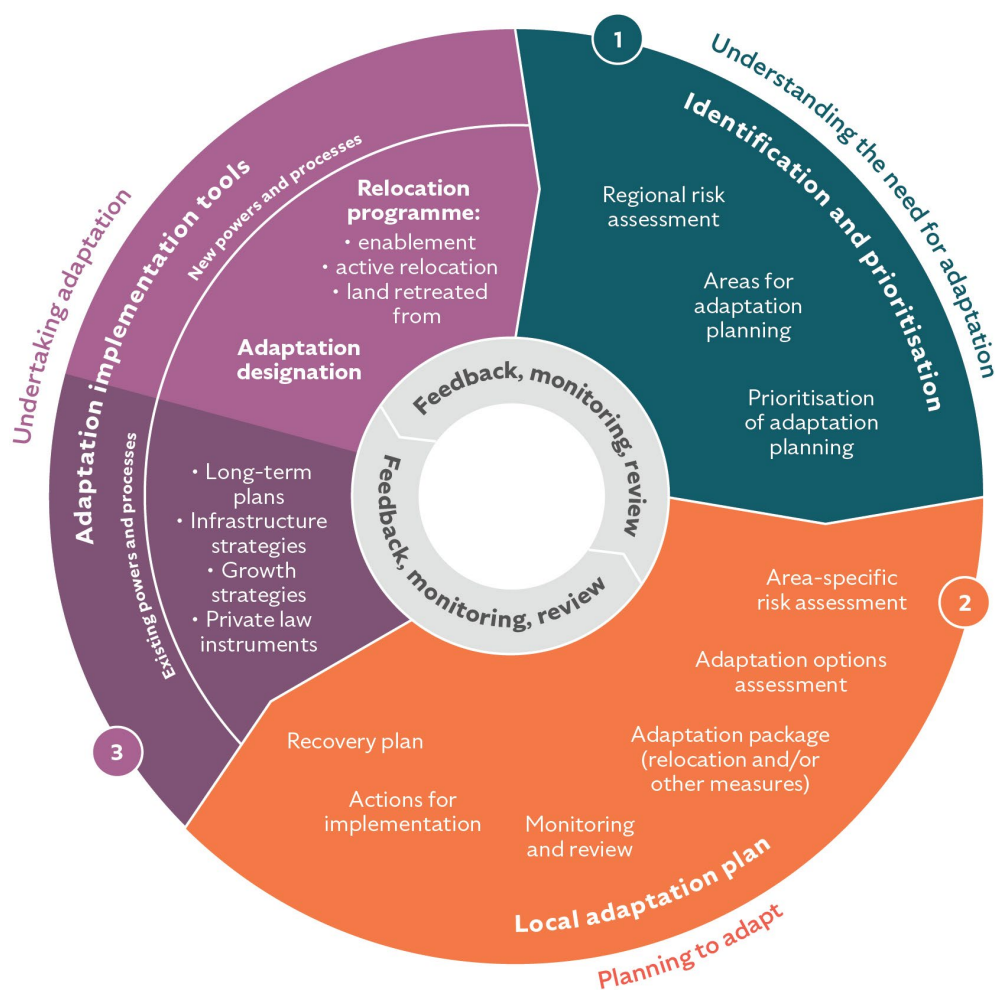 1
Understanding the need for adaptation
Identification and prioritisation
Regional risk
assessment
Areas for
adaptation
planning
Prioritisation
of adaptation
planning
2
Area-specific
risk assessment
Adaptation options
assessment
Adaptation package
(relocation and/or
other measures)
Monitoring
and review
Actions for
implementation
Recovery plan
Local adaptation plan
Planning to adapt
3
Undertaking adaptation
Adaptation implementation tools
New powers and processes
Relocation
programme:
• enablement
• active relocation
• land retreated
from
Adaptation
designation
Existing powers and processes
• Long-term
plans
• Infrastructure
strategies
• Growth
strategies
• Private law
instruments
Feedback, monitoring, review
Feedback, monitoring, review